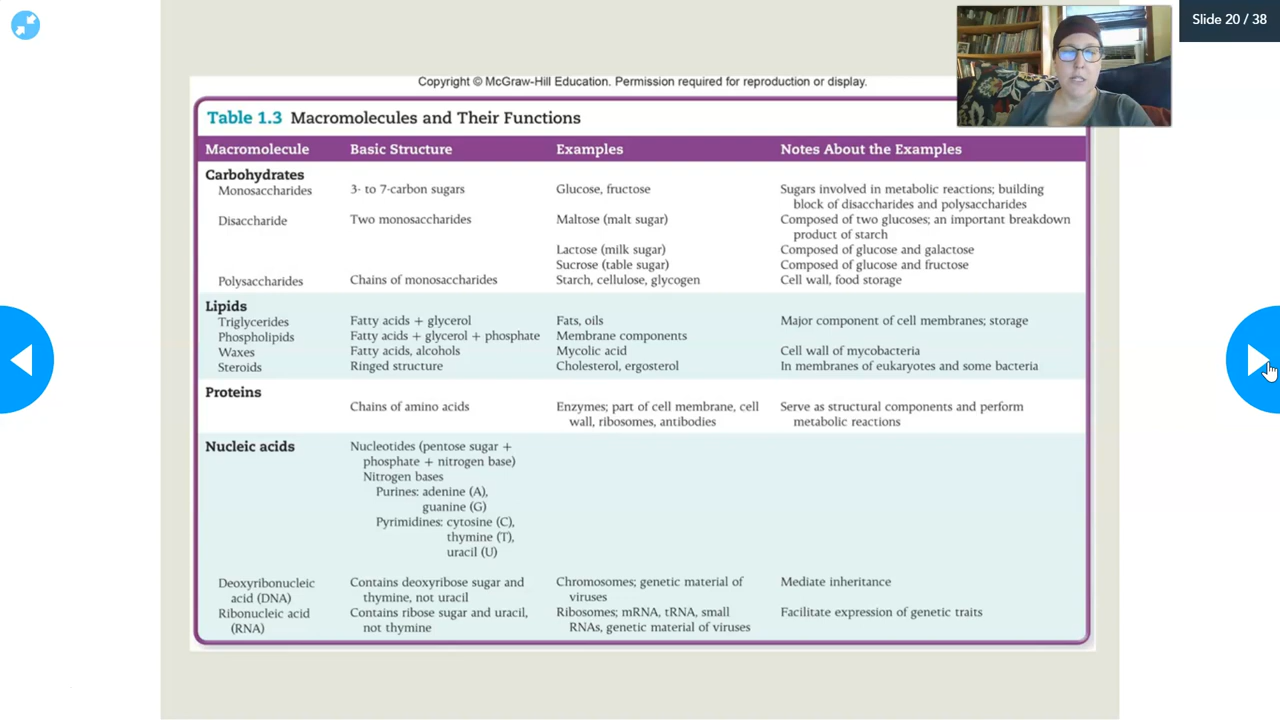 Slide 20 / 38
Copyright © McGraw-Hill Education. Permission required for reproduction or display.
Table 1.3 Macromolecules and Their Functions
Macromolecule Basic Structure Examples Notes About the Examples
Carbohydrates
Monosaccharides 3- to 7-carbon sugars Glucose, fructose Sugars involved in metabolic reactions; building
block of disaccharides and polysaccharides
Disaccharide Two monosaccharides Maltose (malt sugar) Composed of two glucoses; an important breakdown
product of starch
Lactose (milk sugar) Composed of glucose and galactose
Sucrose (table sugar) Composed of glucose and fructose
Polysaccharides Chains of monosaccharides Starch, cellulose, glycogen Cell wall, food storage
Lipids
Triglycerides Fatty acids + glycerol Fats, oils Major component of cell membranes; storage
Phospholipids Fatty acids + glycerol + phosphate Membrane components
Waxes Fatty acids, alcohols Mycolic acid Cell wall of mycobacteria
Steroids Ringed structure Cholesterol, ergosterol In membranes of eukaryotes and some bacteria
Proteins
Chains of amino acids Enzymes; part of cell membrane, cell Serve as structural components and perform
wall, ribosomes, antibodies metabolic reactions
Nucleic acids Nucleotides (pentose sugar +
phosphate + nitrogen base)
Nitrogen bases
Purines: adenine (A),
guanine (G)
Pyrimidines: cytosine (C),
thymine (T),
uracil (U)
Deoxyribonucleic Contains deoxyribose sugar and Chromosomes; genetic material of Mediate inheritance
acid (DNA) thymine, not uracil viruses
Ribonucleic acid Contains ribose sugar and uracil, Ribosomes; mRNA, tRNA, small Facilitate expression of genetic traits
(RNA) not thymine RNAs, genetic material of viruses